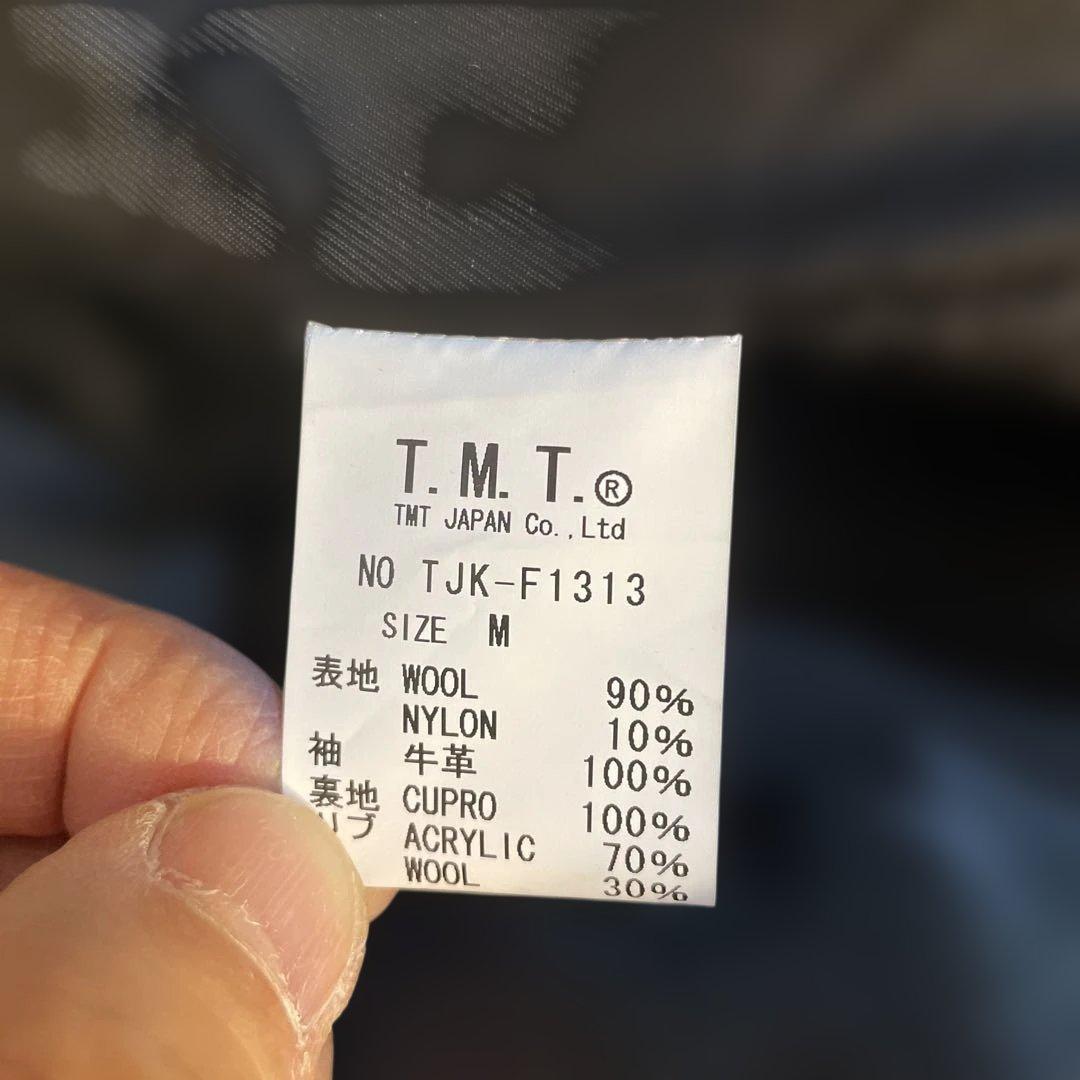 T.M.T.®
TMT JAPAN Co.,Ltd
NO TJK-F1313
SIZE M
表地 WOOL 90%
NYLON 10%
袖 牛革 100%
裏地 CUPRO 100%
リブ ACRYLIC 70%
WOOL 30%